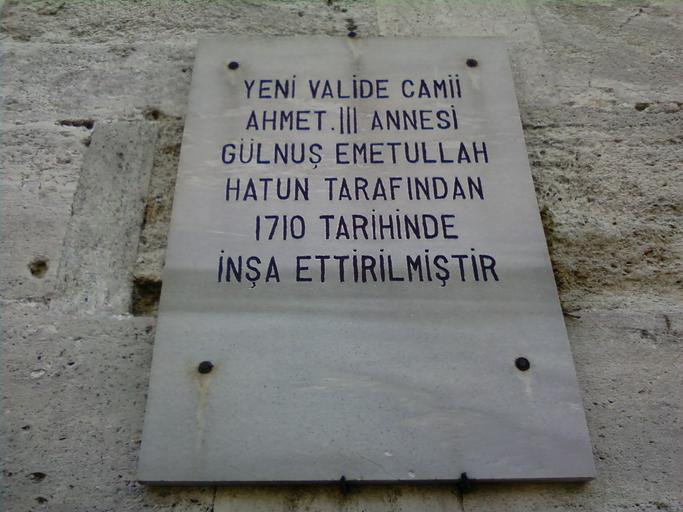 YENİ VALİDE CAMİİ
AHMET.III ANNESİ
GÜLNUŞ EMETULLAH
HATUN TARAFINDAN
1710 TARİHİNDE
İNŞA ETTİRİLMİŞTİR